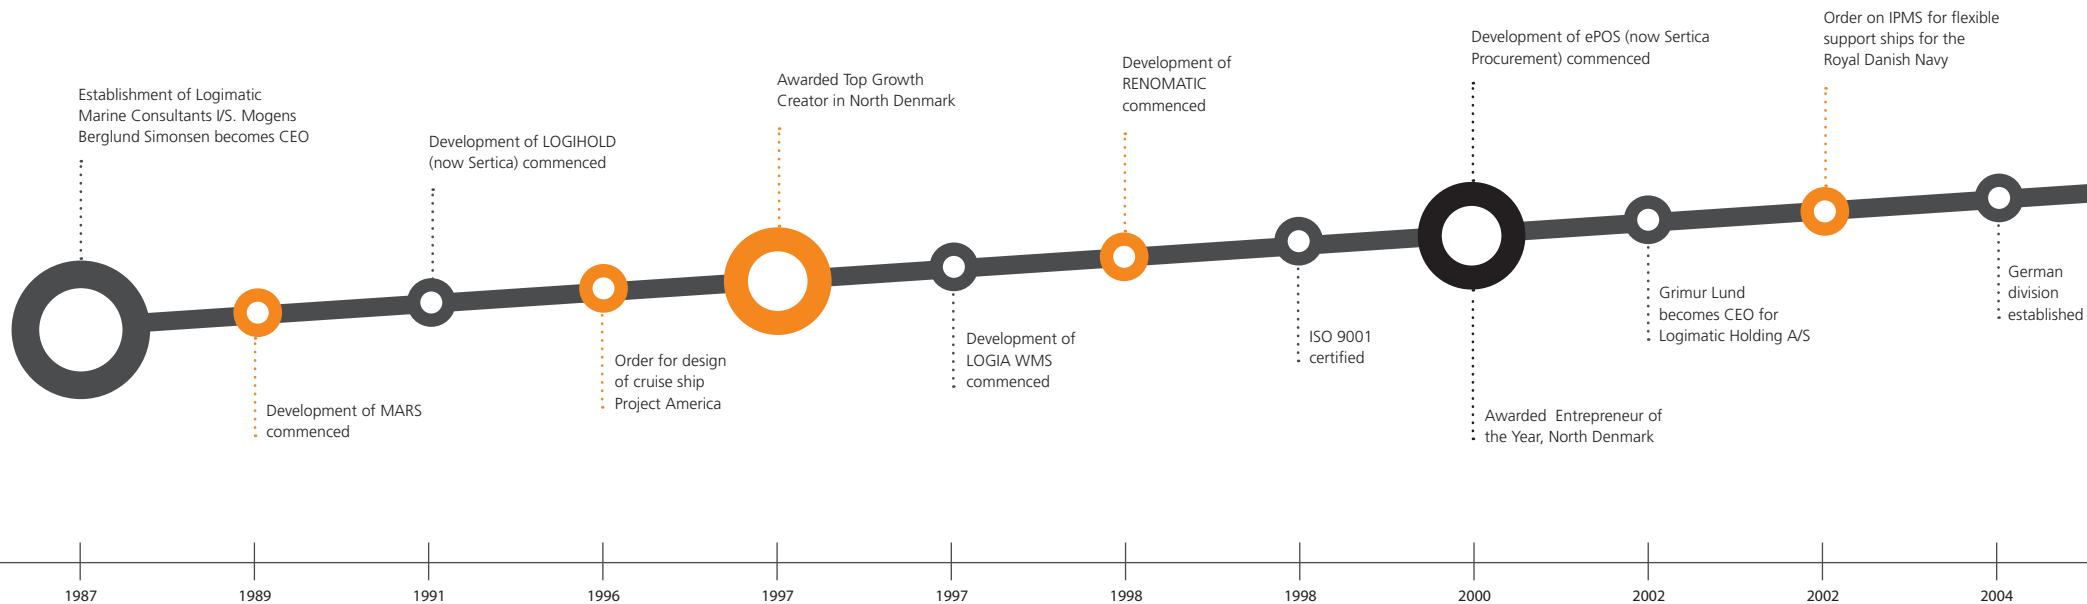 Establishment of Logimatic
Marine Consultants I/S. Mogens
Berglund Simonsen becomes CEO
Development of MARS
commenced
Development of LOGIHOLD
(now Sertica) commenced
Order for design
of cruise ship
Project America
Awarded Top Growth
Creator in North Denmark
Development of
LOGIA WMS
commenced
Development of
RENOMATIC
commenced
ISO 9001
certified
Development of ePOS (now Sertica
Procurement) commenced
Awarded  Entrepreneur of
the Year, North Denmark
Grimur Lund
becomes CEO for
Logimatic Holding A/S
Order on IPMS for flexible
support ships for the
Royal Danish Navy
German
division
established
1987 1989 1991 1996 1997 1997 1998 1998 2000 2002 2002 2004